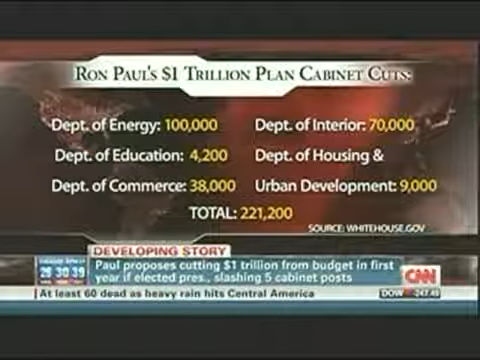 RON PAUL'S $1 TRILLION PLAN CABINET CUTS:
Dept. of Energy: 100,000
Dept. of Education: 4,200
Dept. of Commerce: 38,000
Dept. of Interior: 70,000
Dept. of Housing &
Urban Development: 9,000
TOTAL: 221,200
SOURCE: WHITEHOUSE.GOV
DEVELOPING STORY
Paul proposes cutting $1 trillion from budget in first
year if elected pres., slashing 5 cabinet posts
CNN
At least 60 dead as heavy rain hits Central America
DOW -247.49